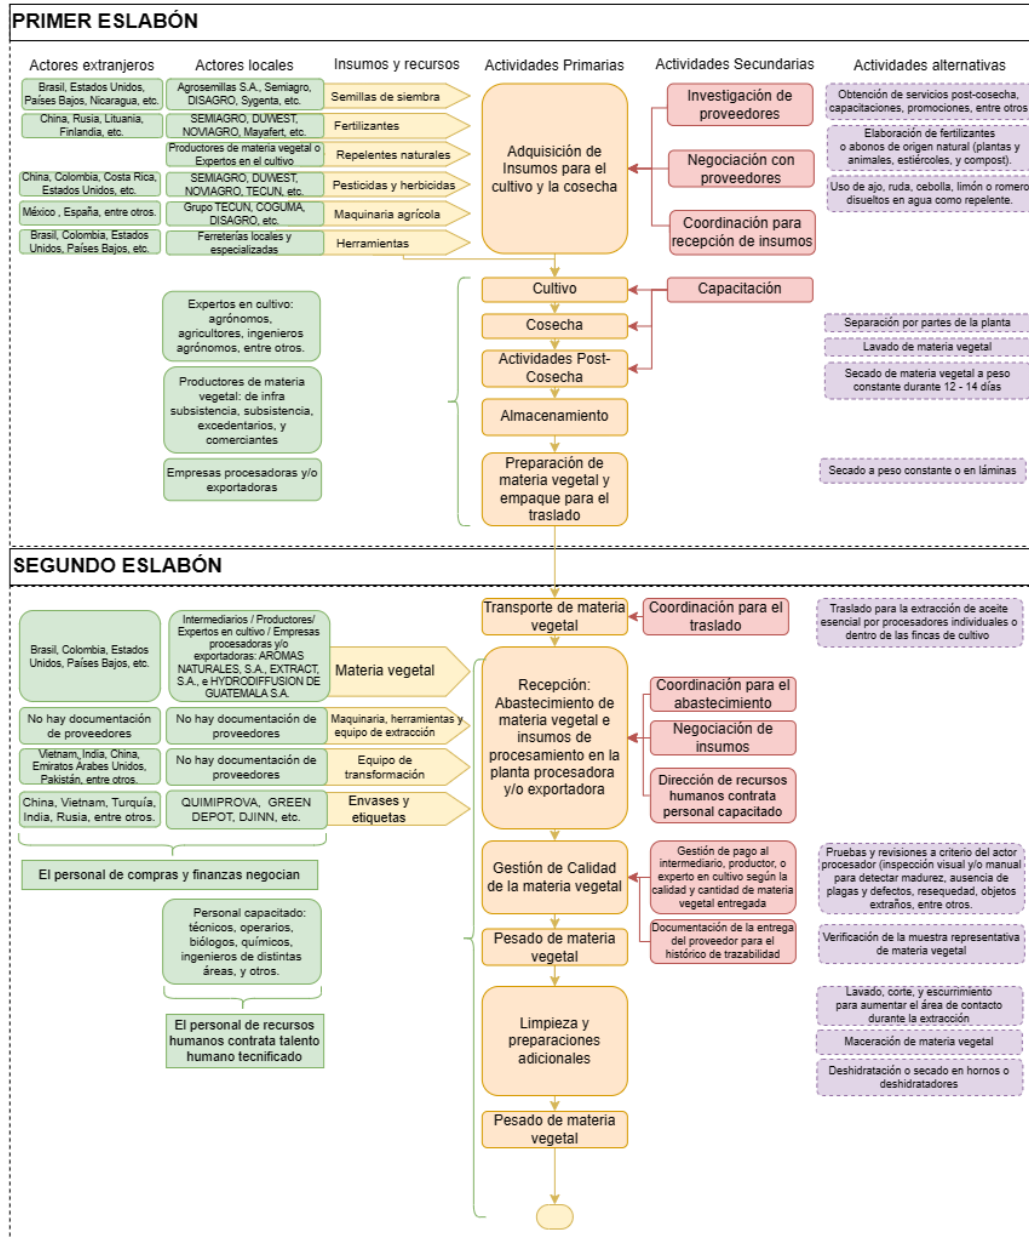 PRIMER ESLABÓN
Actores extranjeros
Actores locales
Insumos y recursos
Actividades Primarias
Actividades Secundarias
Actividades alternativas
Brasil, Estados Unidos,
Países Bajos, Nicaragua, etc.
Agrosemillas S.A., Semiagro,
DISAGRO, Sygenta, etc.
Semillas de siembra
China, Rusia, Lituania,
Finlandia, etc.
SEMIAGRO, DUWEST,
NOVIAGRO, Mayafert, etc.
Fertilizantes
Productores de materia vegetal o
Expertos en el cultivo
Repelentes naturales
China, Colombia, Costa Rica,
Estados Unidos, etc.
SEMIAGRO, DUWEST,
NOVIAGRO, TECUN, etc.
Pesticidas y herbicidas
México , España, entre otros.
Grupo TECUN, COGUMA,
DISAGRO, etc.
Maquinaria agrícola
Brasil, Colombia, Estados
Unidos, Países Bajos, etc.
Ferreterías locales y
especializadas
Herramientas
Adquisición de
Insumos para el
cultivo y la cosecha
Investigación de
proveedores
Negociación con
proveedores
Coordinación para
recepción de insumos
Obtención de servicios post-cosecha,
capacitaciones, promociones, entre otros
Elaboración de fertilizantes
o abonos de origen natural (plantas y
animales, estiércoles, y compost).
Uso de ajo, ruda, cebolla, limón o romero
disueltos en agua como repelente.
Expertos en cultivo:
agrónomos,
agricultores, ingenieros
agrónomos, entre otros.
Productores de materia
vegetal: de infra
subsistencia, subsistencia,
excedentarios, y
comerciantes
Empresas procesadoras y/o
exportadoras
Cultivo
Cosecha
Actividades Post-
Cosecha
Almacenamiento
Preparación de
materia vegetal y
empaque para el
traslado
Capacitación
Separación por partes de la planta
Lavado de materia vegetal
Secado de materia vegetal a peso
constante durante 12 - 14 días
Secado a peso constante o en láminas
SEGUNDO ESLABÓN
Transporte de materia
vegetal
Coordinación para el
traslado
Traslado para la extracción de aceite
esencial por procesadores individuales o
dentro de las fincas de cultivo
Brasil, Colombia, Estados
Unidos, Países Bajos, etc.
Intermediarios / Productores/
Expertos en cultivo / Empresas
procesadoras y/o
exportadoras: AROMAS
NATURALES, S.A., EXTRACT,
S.A., e HYDRODIFFUSION DE
GUATEMALA S.A.
Materia vegetal
No hay documentación de
proveedores
No hay documentación de
proveedores
Maquinaria, herramientas y
equipo de extracción
Vietnam, India, China,
Emiratos Árabes Unidos,
Pakistán, entre otros.
No hay documentación de
proveedores
Equipo de
transformación
China, Vietnam, Turquía,
India, Rusia, entre otros.
QUIMIPROVA, GREEN
DEPOT, DJINN, etc.
Envases y
etiquetas
El personal de compras y finanzas negocian
Personal capacitado:
técnicos, operarios,
biólogos, químicos,
ingenieros de distintas
áreas, y otros.
El personal de recursos
humanos contrata talento
humano tecnificado
Recepción:
Abastecimiento de
materia vegetal e
insumos de
procesamiento en la
planta procesadora
y/o exportadora
Coordinación para el
abastecimiento
Negociación de
insumos
Dirección de recursos
humanos contrata
personal capacitado
Gestión de Calidad
de la materia vegetal
Gestión de pago al
intermediario, productor, o
experto en cultivo según la
calidad y cantidad de materia
vegetal entregada
Pruebas y revisiones a criterio del actor
procesador (inspección visual y/o manual
para detectar madurez, ausencia de
plagas y defectos, resequedad, objetos
extraños, entre otros.
Pesado de materia
vegetal
Documentación de la entrega
del proveedor para el
histórico de trazabilidad
Verificación de la muestra representativa
de materia vegetal
Limpieza y
preparaciones
adicionales
Lavado, corte, y escurrimiento
para aumentar el área de contacto
durante la extracción
Maceración de materia vegetal
Deshidratación o secado en hornos o
deshidratadores
Pesado de materia
vegetal